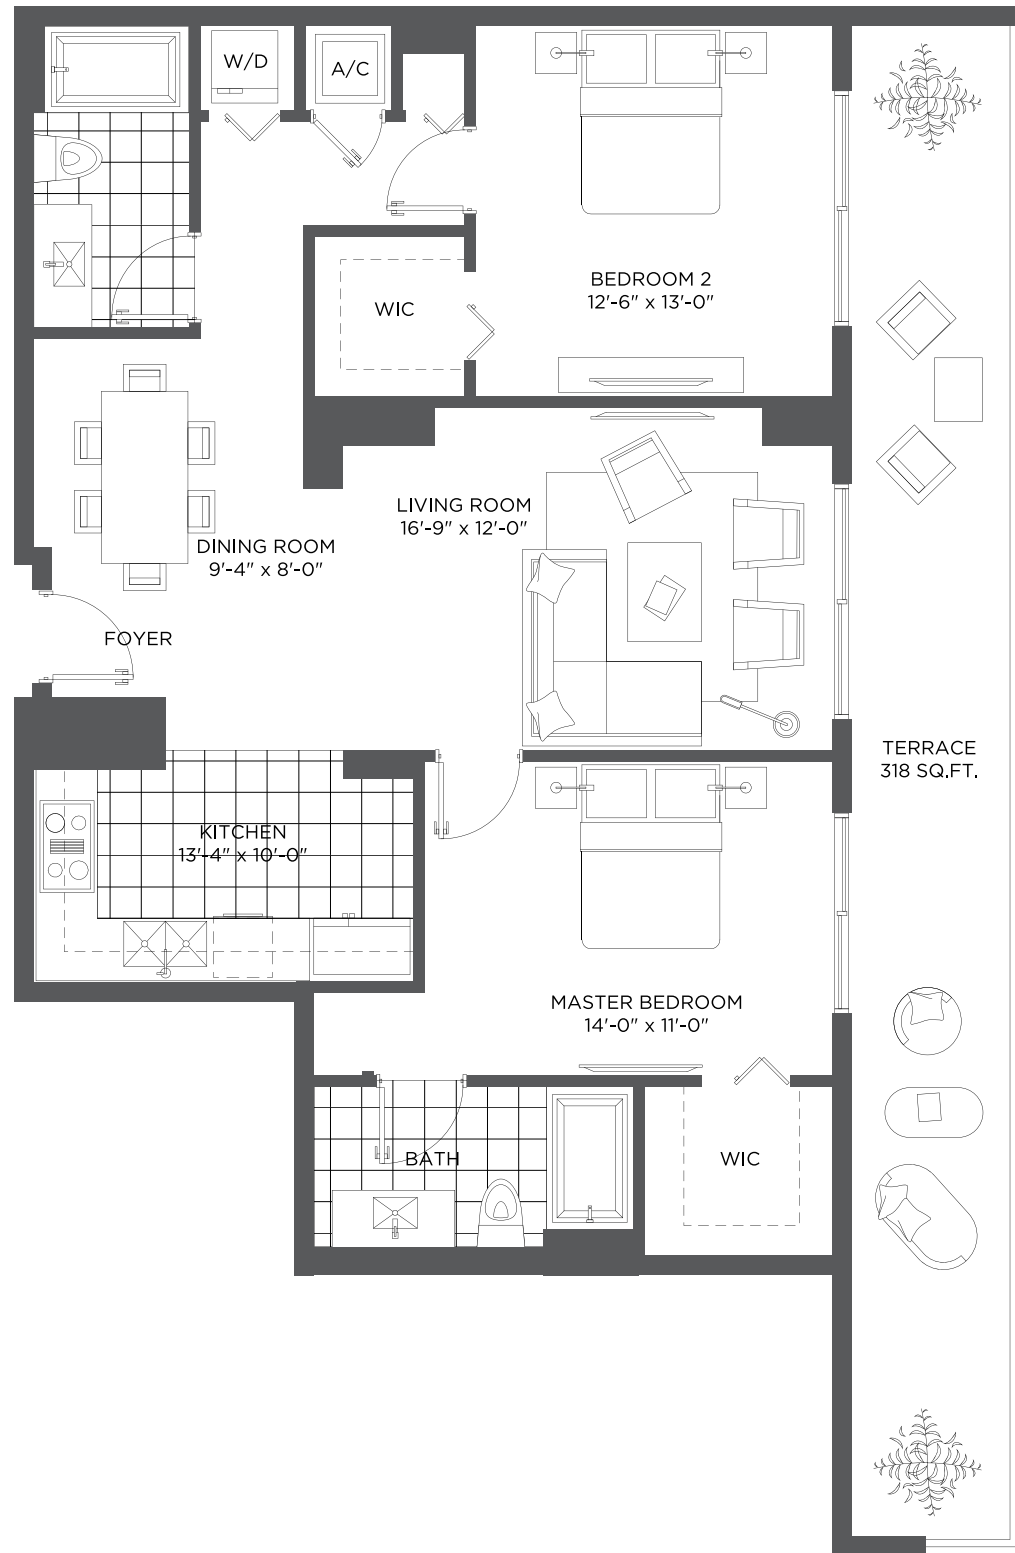 W/D
A/C
BEDROOM 2
12'-6" x 13'-0"
WIC
LIVING ROOM
16'-9" x 12'-0"
DINING ROOM
9'-4" x 8'-0"
FOYER
TERRACE
318 SQ.FT.
KITCHEN
13'-4" x 10'-0"
MASTER BEDROOM
14'-0" x 11'-0"
BATH
WIC